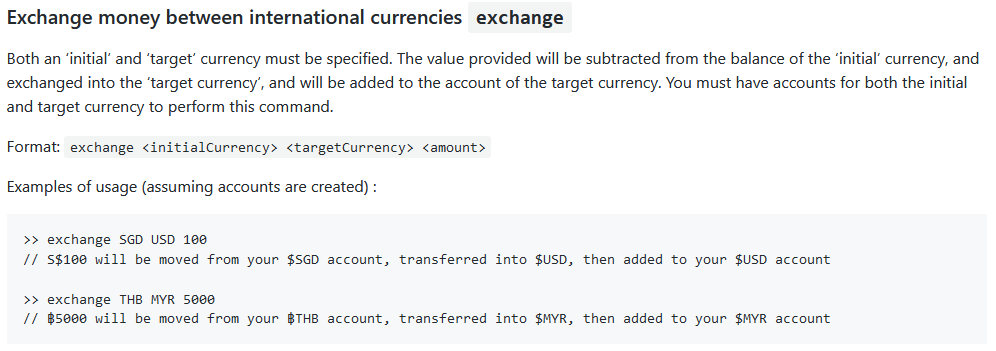 Exchange money between international currencies exchange
Both an ‘initial’ and ‘target’ currency must be specified. The value provided will be subtracted from the balance of the ‘initial’ currency, and
exchanged into the ‘target currency’, and will be added to the account of the target currency. You must have accounts for both the initial
and target currency to perform this command.
Format: exchange <initialCurrency> <targetCurrency> <amount>
Examples of usage (assuming accounts are created) :
>> exchange SGD USD 100
// S$100 will be moved from your $SGD account, transferred into $USD, then added to your $USD account
>> exchange THB MYR 5000
// ฿5000 will be moved from your ฿THB account, transferred into $MYR, then added to your $MYR account